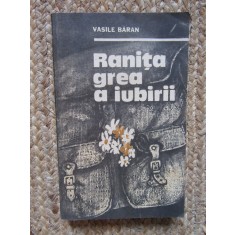 VASILE BĂRAN
Ranița
grea
a iubirii